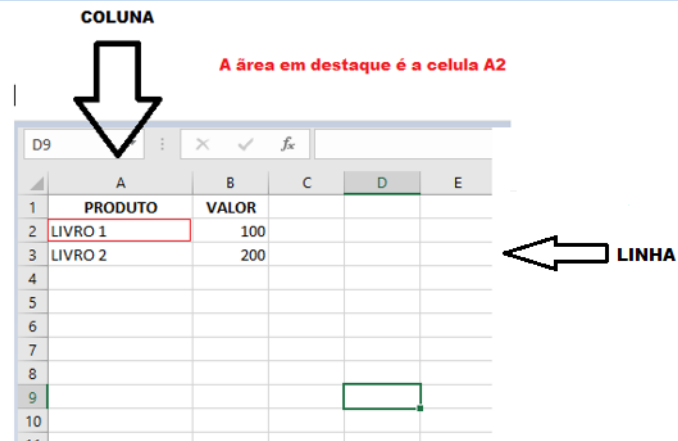 COLUNA
A ãrea em destaque é a celula A2
D9 fx
A B C D E
1 PRODUTO VALOR
2 LIVRO 1 100
3 LIVRO 2 200
LINHA
4
5
6
7
8
9
10